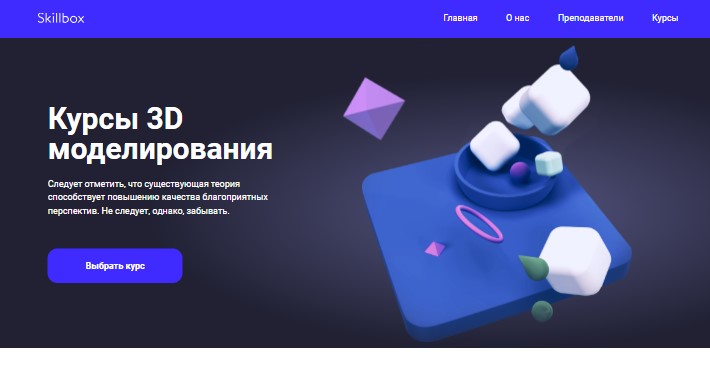 Skillbox
Главная О нас Преподаватели Курсы
Курсы 3D
моделирования
Следует отметить, что существующая теория
способствует повышению качества благоприятных
перспектив. Не следует, однако, забывать.
Выбрать курс